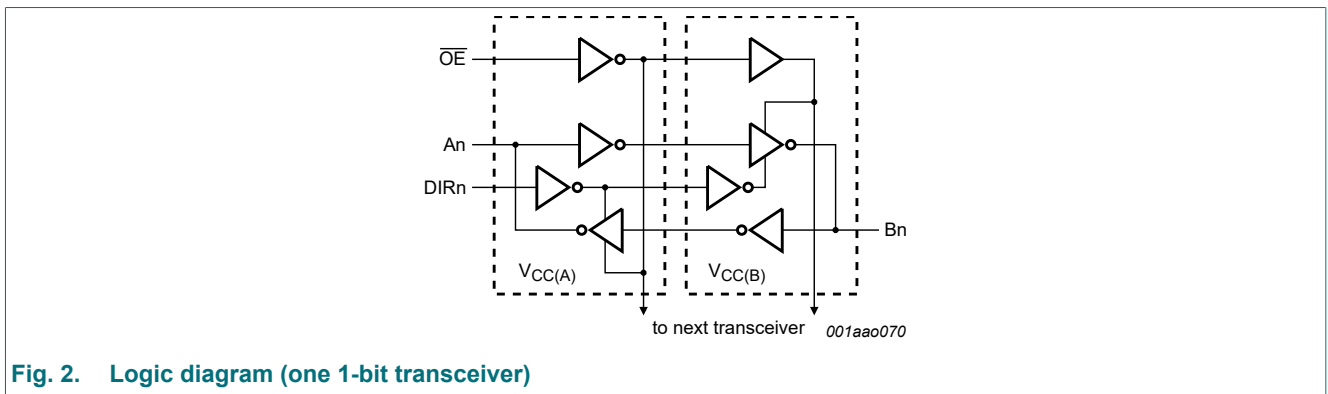 OE
An
DIRn
Bn
VCC(A)
VCC(B)
to next transceiver
001aao070
Fig. 2. Logic diagram (one 1-bit transceiver)